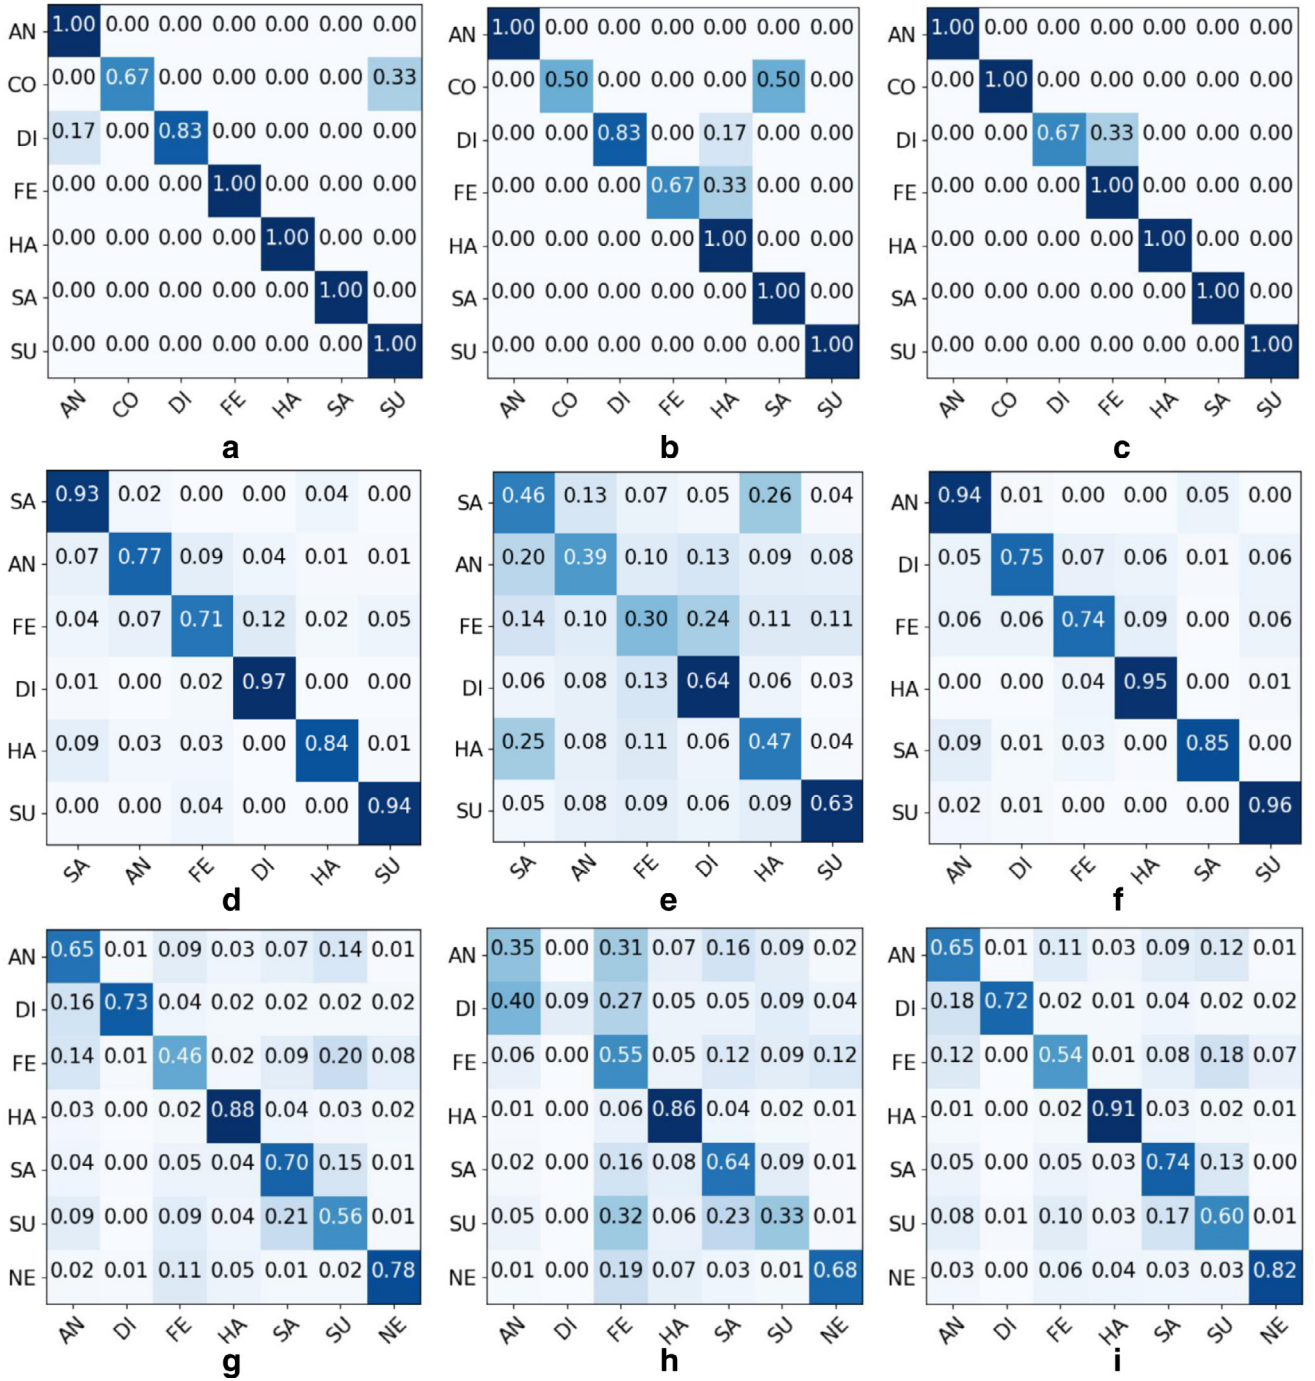 AN 1.00 0.00 0.00 0.00 0.00 0.00 0.00
CO 0.00 0.67 0.00 0.00 0.00 0.00 0.33
DI 0.17 0.00 0.83 0.00 0.00 0.00 0.00
FE 0.00 0.00 0.00 1.00 0.00 0.00 0.00
HA 0.00 0.00 0.00 0.00 1.00 0.00 0.00
SA 0.00 0.00 0.00 0.00 0.00 1.00 0.00
SU 0.00 0.00 0.00 0.00 0.00 0.00 1.00
AN CO DI FE HA SA SU
a
AN 1.00 0.00 0.00 0.00 0.00 0.00 0.00
CO 0.00 0.50 0.00 0.00 0.00 0.50 0.00
DI 0.00 0.00 0.83 0.00 0.17 0.00 0.00
FE 0.00 0.00 0.00 0.67 0.33 0.00 0.00
HA 0.00 0.00 0.00 0.00 1.00 0.00 0.00
SA 0.00 0.00 0.00 0.00 0.00 1.00 0.00
SU 0.00 0.00 0.00 0.00 0.00 0.00 1.00
AN CO DI FE HA SA SU
b
AN 1.00 0.00 0.00 0.00 0.00 0.00 0.00
CO 0.00 1.00 0.00 0.00 0.00 0.00 0.00
DI 0.00 0.00 0.67 0.33 0.00 0.00 0.00
FE 0.00 0.00 0.00 1.00 0.00 0.00 0.00
HA 0.00 0.00 0.00 0.00 1.00 0.00 0.00
SA 0.00 0.00 0.00 0.00 0.00 1.00 0.00
SU 0.00 0.00 0.00 0.00 0.00 0.00 1.00
AN CO DI FE HA SA SU
c
SA 0.93 0.02 0.00 0.00 0.04 0.00
AN 0.07 0.77 0.09 0.04 0.01 0.01
FE 0.04 0.07 0.71 0.12 0.02 0.05
DI 0.01 0.00 0.02 0.97 0.00 0.00
HA 0.09 0.03 0.03 0.00 0.84 0.01
SU 0.00 0.00 0.04 0.00 0.00 0.94
SA AN FE DI HA SU
d
SA 0.46 0.13 0.07 0.05 0.26 0.04
AN 0.20 0.39 0.10 0.13 0.09 0.08
FE 0.14 0.10 0.30 0.24 0.11 0.11
DI 0.06 0.08 0.13 0.64 0.06 0.03
HA 0.25 0.08 0.11 0.06 0.47 0.04
SU 0.05 0.08 0.09 0.06 0.09 0.63
SA AN FE DI HA SU
e
AN 0.94 0.01 0.00 0.00 0.05 0.00
DI 0.05 0.75 0.07 0.06 0.01 0.06
FE 0.06 0.06 0.74 0.09 0.00 0.06
HA 0.00 0.00 0.04 0.95 0.00 0.01
SA 0.09 0.01 0.03 0.00 0.85 0.00
SU 0.02 0.01 0.00 0.00 0.00 0.96
AN DI FE HA SA SU
f
AN 0.65 0.01 0.09 0.03 0.07 0.14 0.01
DI 0.16 0.73 0.04 0.02 0.02 0.02 0.02
FE 0.14 0.01 0.46 0.02 0.09 0.20 0.08
HA 0.03 0.00 0.02 0.88 0.04 0.03 0.02
SA 0.04 0.00 0.05 0.04 0.70 0.15 0.01
SU 0.09 0.00 0.09 0.04 0.21 0.56 0.01
NE 0.02 0.01 0.11 0.05 0.01 0.02 0.78
AN DI FE HA SA SU NE
g
AN 0.35 0.00 0.31 0.07 0.16 0.09 0.02
DI 0.40 0.09 0.27 0.05 0.05 0.09 0.04
FE 0.06 0.00 0.55 0.05 0.12 0.09 0.12
HA 0.01 0.00 0.06 0.86 0.04 0.02 0.01
SA 0.02 0.00 0.16 0.08 0.64 0.09 0.01
SU 0.05 0.00 0.32 0.06 0.23 0.33 0.01
NE 0.01 0.00 0.19 0.07 0.03 0.01 0.68
AN DI FE HA SA SU NE
h
AN 0.65 0.01 0.11 0.03 0.09 0.12 0.01
DI 0.18 0.72 0.02 0.01 0.04 0.02 0.02
FE 0.12 0.00 0.54 0.01 0.08 0.18 0.07
HA 0.01 0.00 0.02 0.91 0.03 0.02 0.01
SA 0.05 0.00 0.05 0.03 0.74 0.13 0.00
SU 0.08 0.01 0.10 0.03 0.17 0.60 0.01
NE 0.03 0.00 0.06 0.04 0.03 0.03 0.82
AN DI FE HA SA SU NE
i